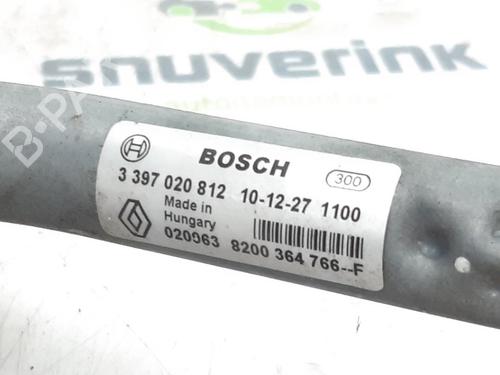 snuverink
BOSCH
300
3 397 020 812 10-12-27 1100
Made in
Hungary
020963 8200 364 766--F